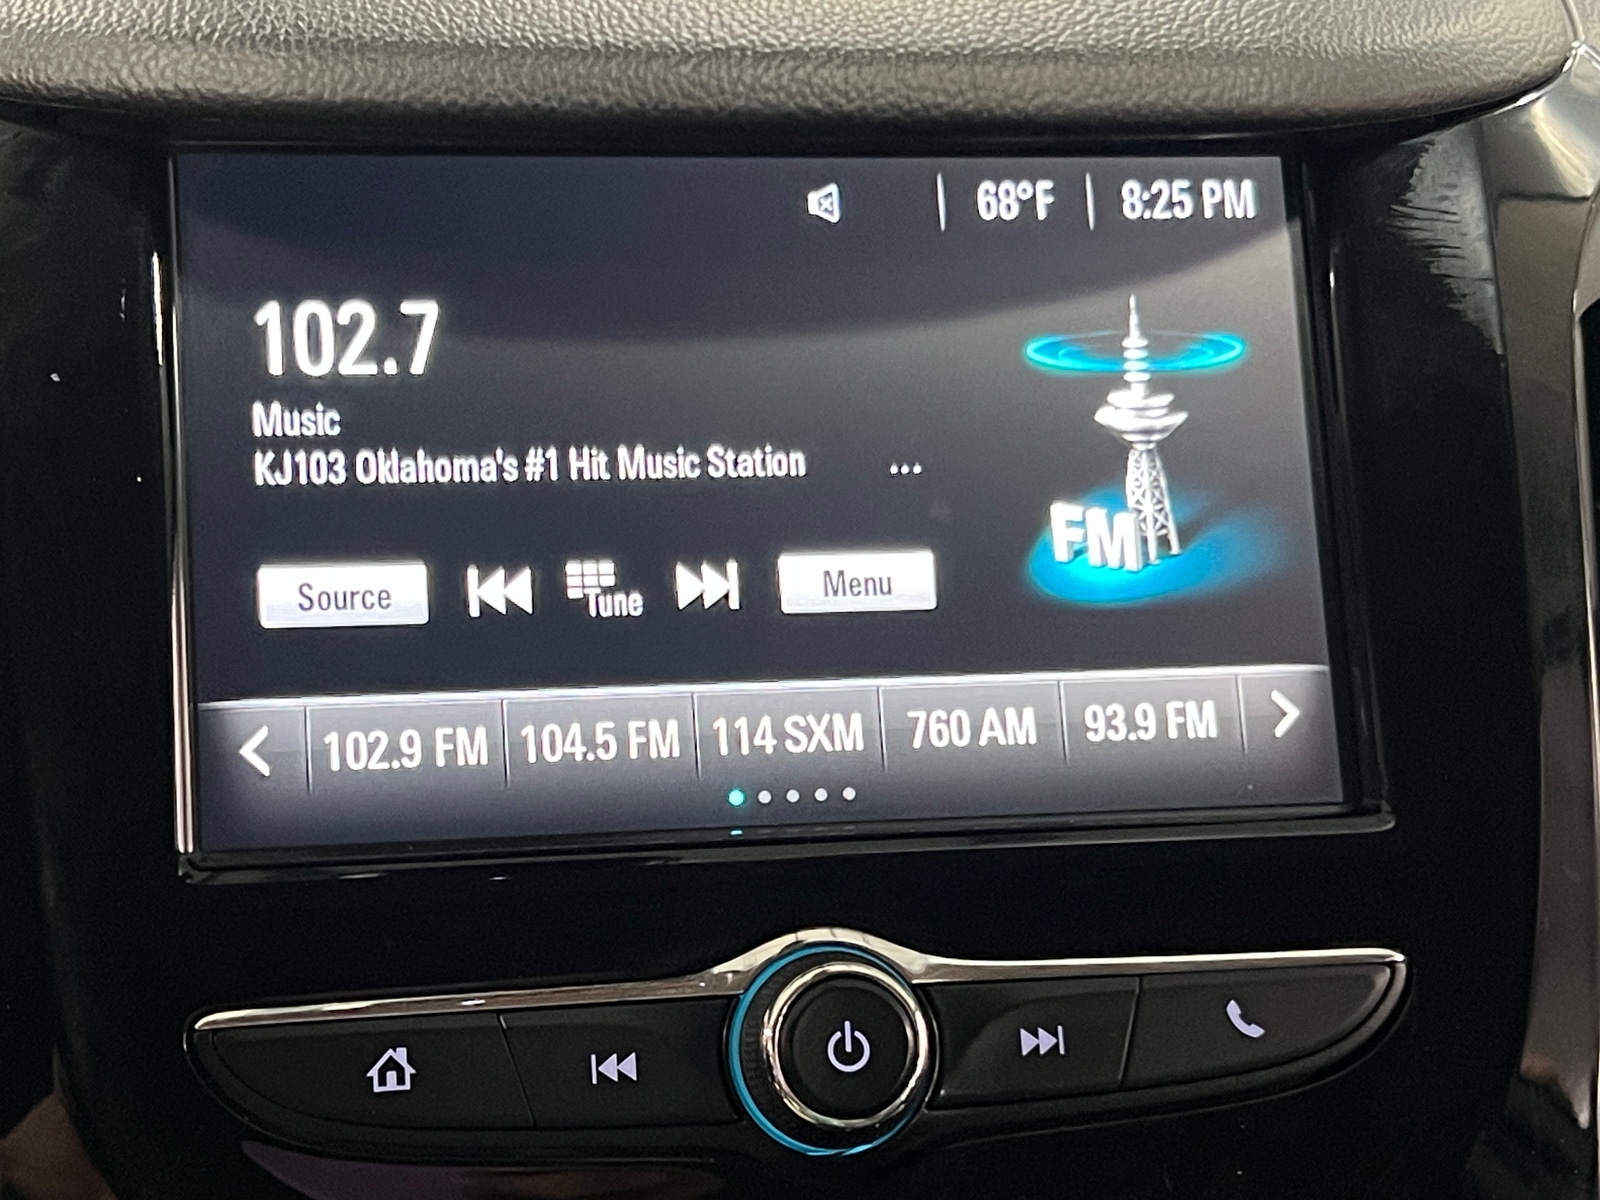 68°F | 8:25 PM
102.7
Music
KJ103 Oklahoma's #1 Hit Music Station ...
FM
Source Tune Menu
102.9 FM 104.5 FM 114 SXM 760 AM 93.9 FM